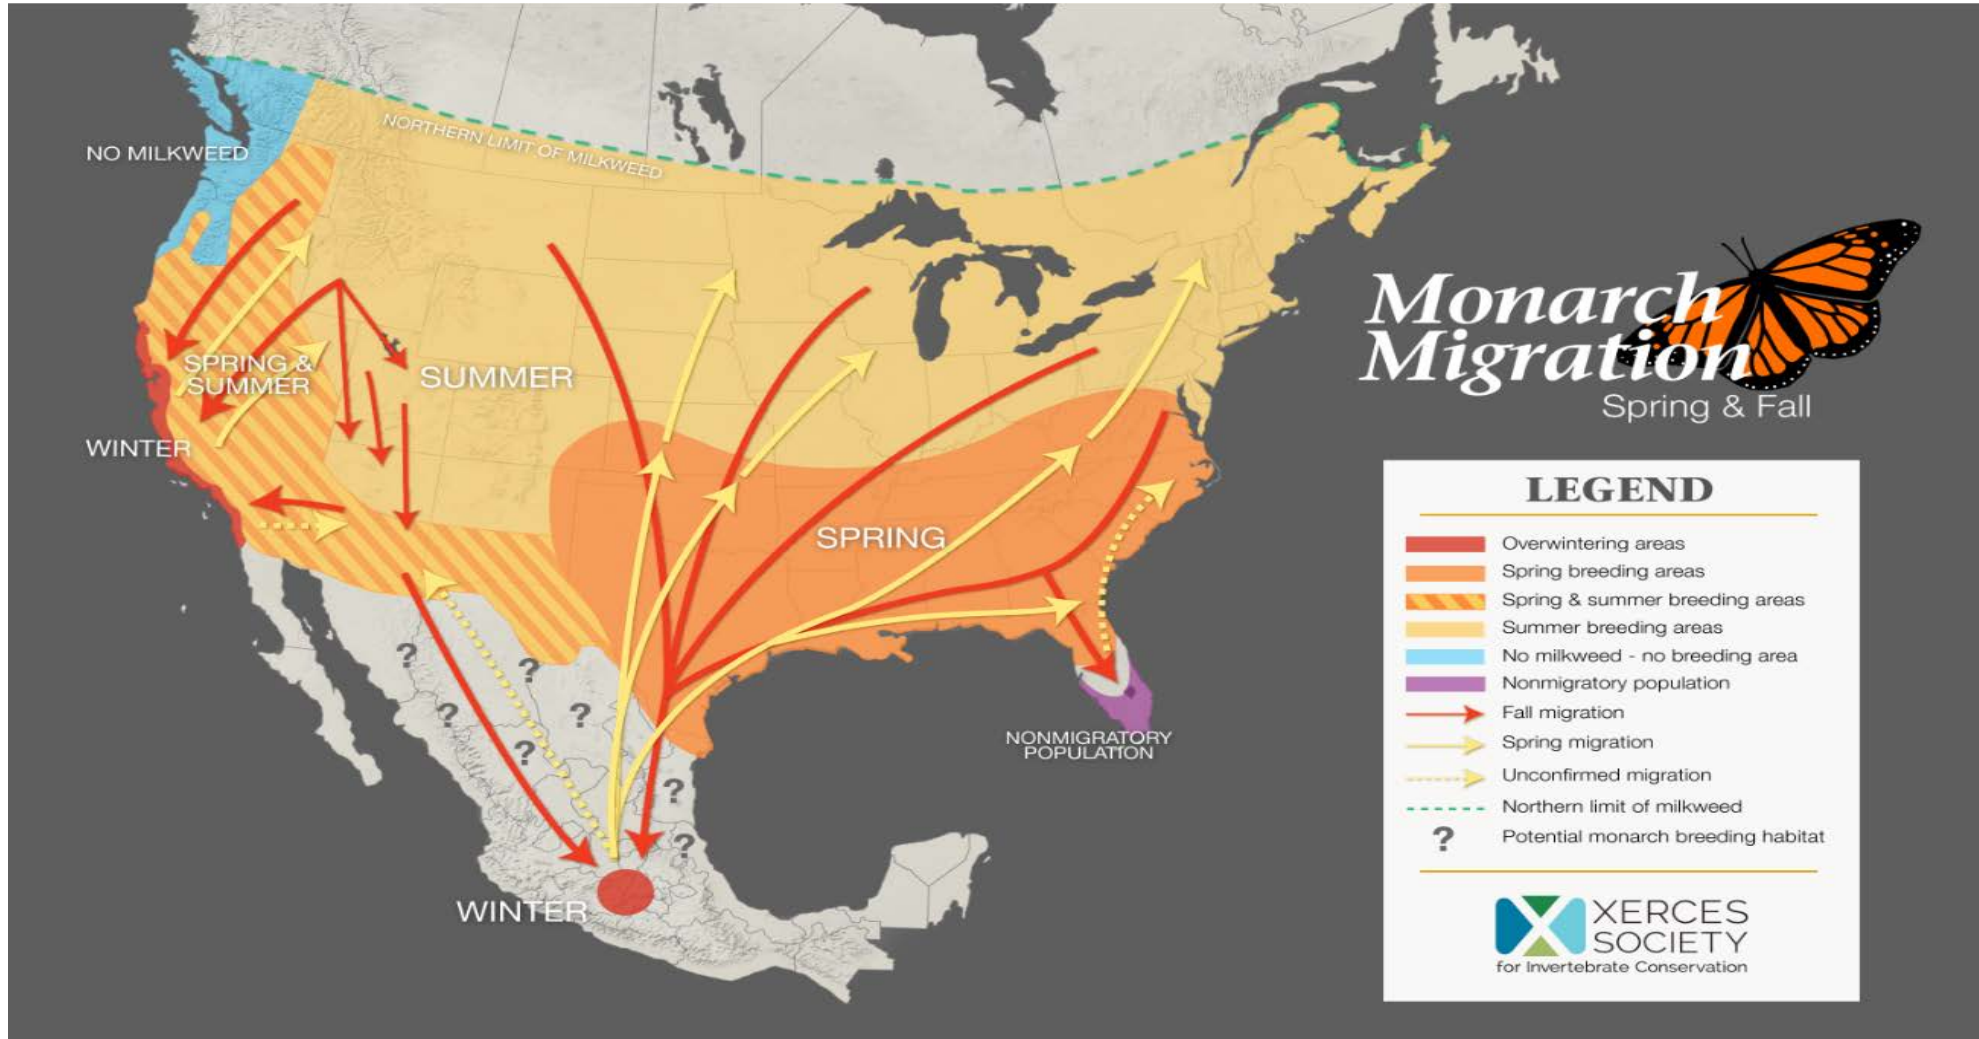 NORTHERN LIMIT OF MILKWEED
NO MILKWEED
SPRING &
SUMMER
SUMMER
WINTER
SPRING
NONMIGRATORY
POPULATION
WINTER
?
?
?
?
?
?
?
Monarch
Migration
Spring & Fall
LEGEND
Overwintering areas
Spring breeding areas
Spring & summer breeding areas
Summer breeding areas
No milkweed - no breeding area
Nonmigratory population
Fall migration
Spring migration
Unconfirmed migration
Northern limit of milkweed
? Potential monarch breeding habitat
XERCES
SOCIETY
for Invertebrate Conservation